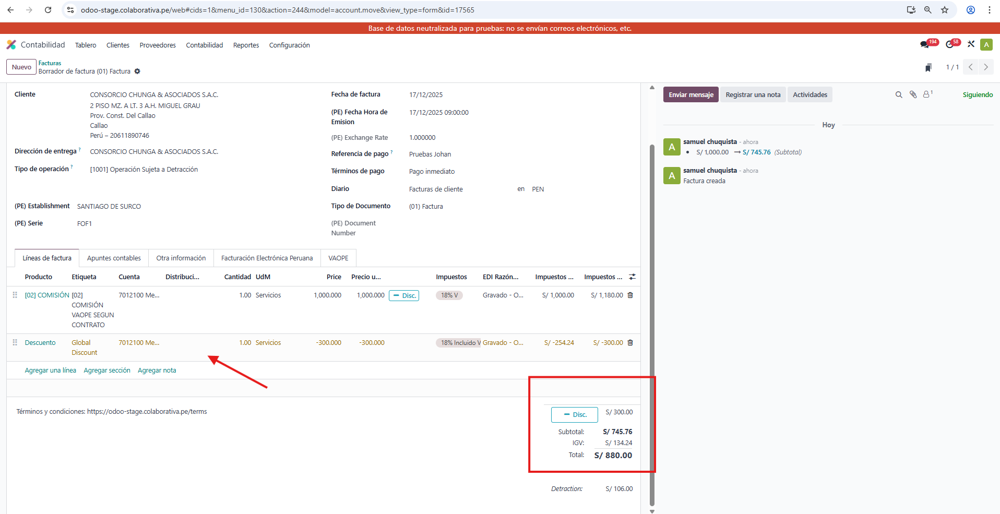 odoo-stage.colaborativa.pe/web#cids=1&menu_id=130&action=244&model=account.move&view_type=form&id=17565
Base de datos neutralizada para pruebas: no se envían correos electrónicos, etc.
Contabilidad Tablero Clientes Proveedores Contabilidad Reportes Configuración 194 58 A
Nuevo Facturas
Borrador de factura (01) Factura 1 / 1
Cliente CONSORCIO CHUNGA & ASOCIADOS S.A.C.
2 PISO MZ. A LT. 3 A.H. MIGUEL GRAU
Prov. Const. Del Callao
Callao
Perú – 20611890746
Dirección de entrega ? CONSORCIO CHUNGA & ASOCIADOS S.A.C.
Tipo de operación ? [1001] Operación Sujeta a Detracción
(PE) Establishment SANTIAGO DE SURCO
(PE) Serie FOF1
Fecha de factura 17/12/2025
(PE) Fecha Hora de Emision 17/12/2025 09:00:00
(PE) Exchange Rate 1.000000
Referencia de pago ? Pruebas Johan
Términos de pago Pago inmediato
Diario Facturas de cliente en PEN
Tipo de Documento (01) Factura
(PE) Document
Number
Líneas de factura Apuntes contables Otra información Facturación Electrónica Peruana VAOPE
Producto Etiqueta Cuenta Distribuci... Cantidad UdM Price Precio u... Impuestos EDI Razón... Impuestos ... Impuestos ...
[02] COMISIÓN [02] 7012100 Me... 1.00 Servicios 1,000.000 1,000.000 Disc. 18% V Gravado - O... S/ 1,000.00 S/ 1,180.00
COMISIÓN
VAOPE SEGUN
CONTRATO
Descuento Global 7012100 Me... 1.00 Servicios -300.000 -300.000 18% Incluido V Gravado - O... S/ -254.24 S/ -300.00
Discount
Agregar una línea Agregar sección Agregar nota
Términos y condiciones: https://odoo-stage.colaborativa.pe/terms
Disc. S/ 300.00
Subtotal: S/ 745.76
IGV: S/ 134.24
Total: S/ 880.00
Detraction: S/ 106.00
Enviar mensaje Registrar una nota Actividades 1 Siguiendo
Hoy
A samuel chuquista - ahora
• S/ 1,000.00 → S/ 745.76 (Subtotal)
A samuel chuquista - ahora
Factura creada